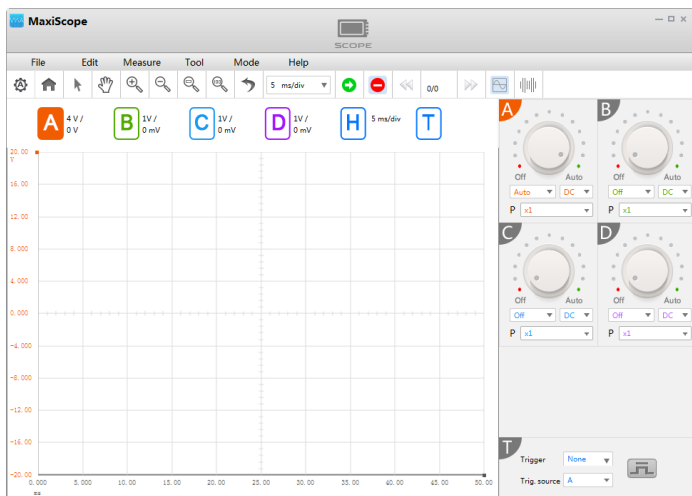 MaxiScope
SCOPE
File Edit Measure Tool Mode Help
5 ms/div 0/0
A 4 V / 0 V B 1V / 0 mV C 1V / 0 mV D 1V / 0 mV H 5 ms/div T
20.00
V
16.00
12.00
8.000
4.000
0.000
-4.000
-8.000
-12.00
-16.00
-20.00
0.000 5.000 10.00 15.00 20.00 25.00 30.00 35.00 40.00 45.00 50.00
ms
A
Off Auto
Auto DC
P x1
B
Off Auto
Off DC
P x1
C
Off Auto
Off DC
P x1
D
Off Auto
Off DC
P x1
T
Trigger None
Trig. source A